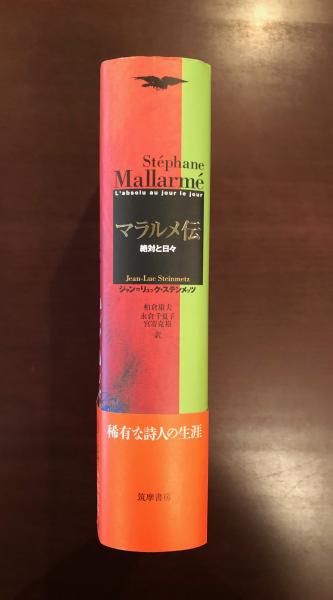 Stéphane
Mallarmé
L'absolu au jour le jour
マラルメ伝
絶対と日々
Jean-Luc Steinmetz
ジャン=リュック・ステンメッツ
柏倉康夫
永倉千夏子
宮嵜克裕
訳
稀有な詩人の生涯
筑摩書房